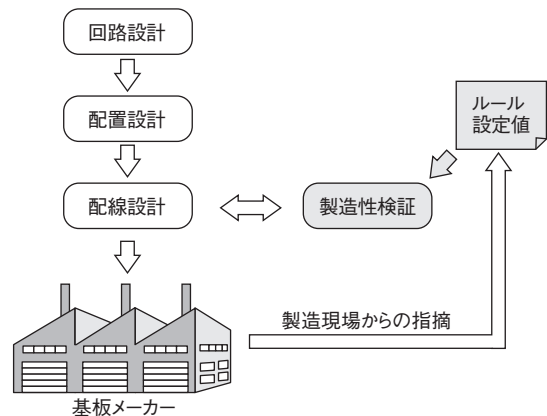 回路設計
配置設計
ルール
設定値
配線設計
製造性検証
製造現場からの指摘
基板メーカー